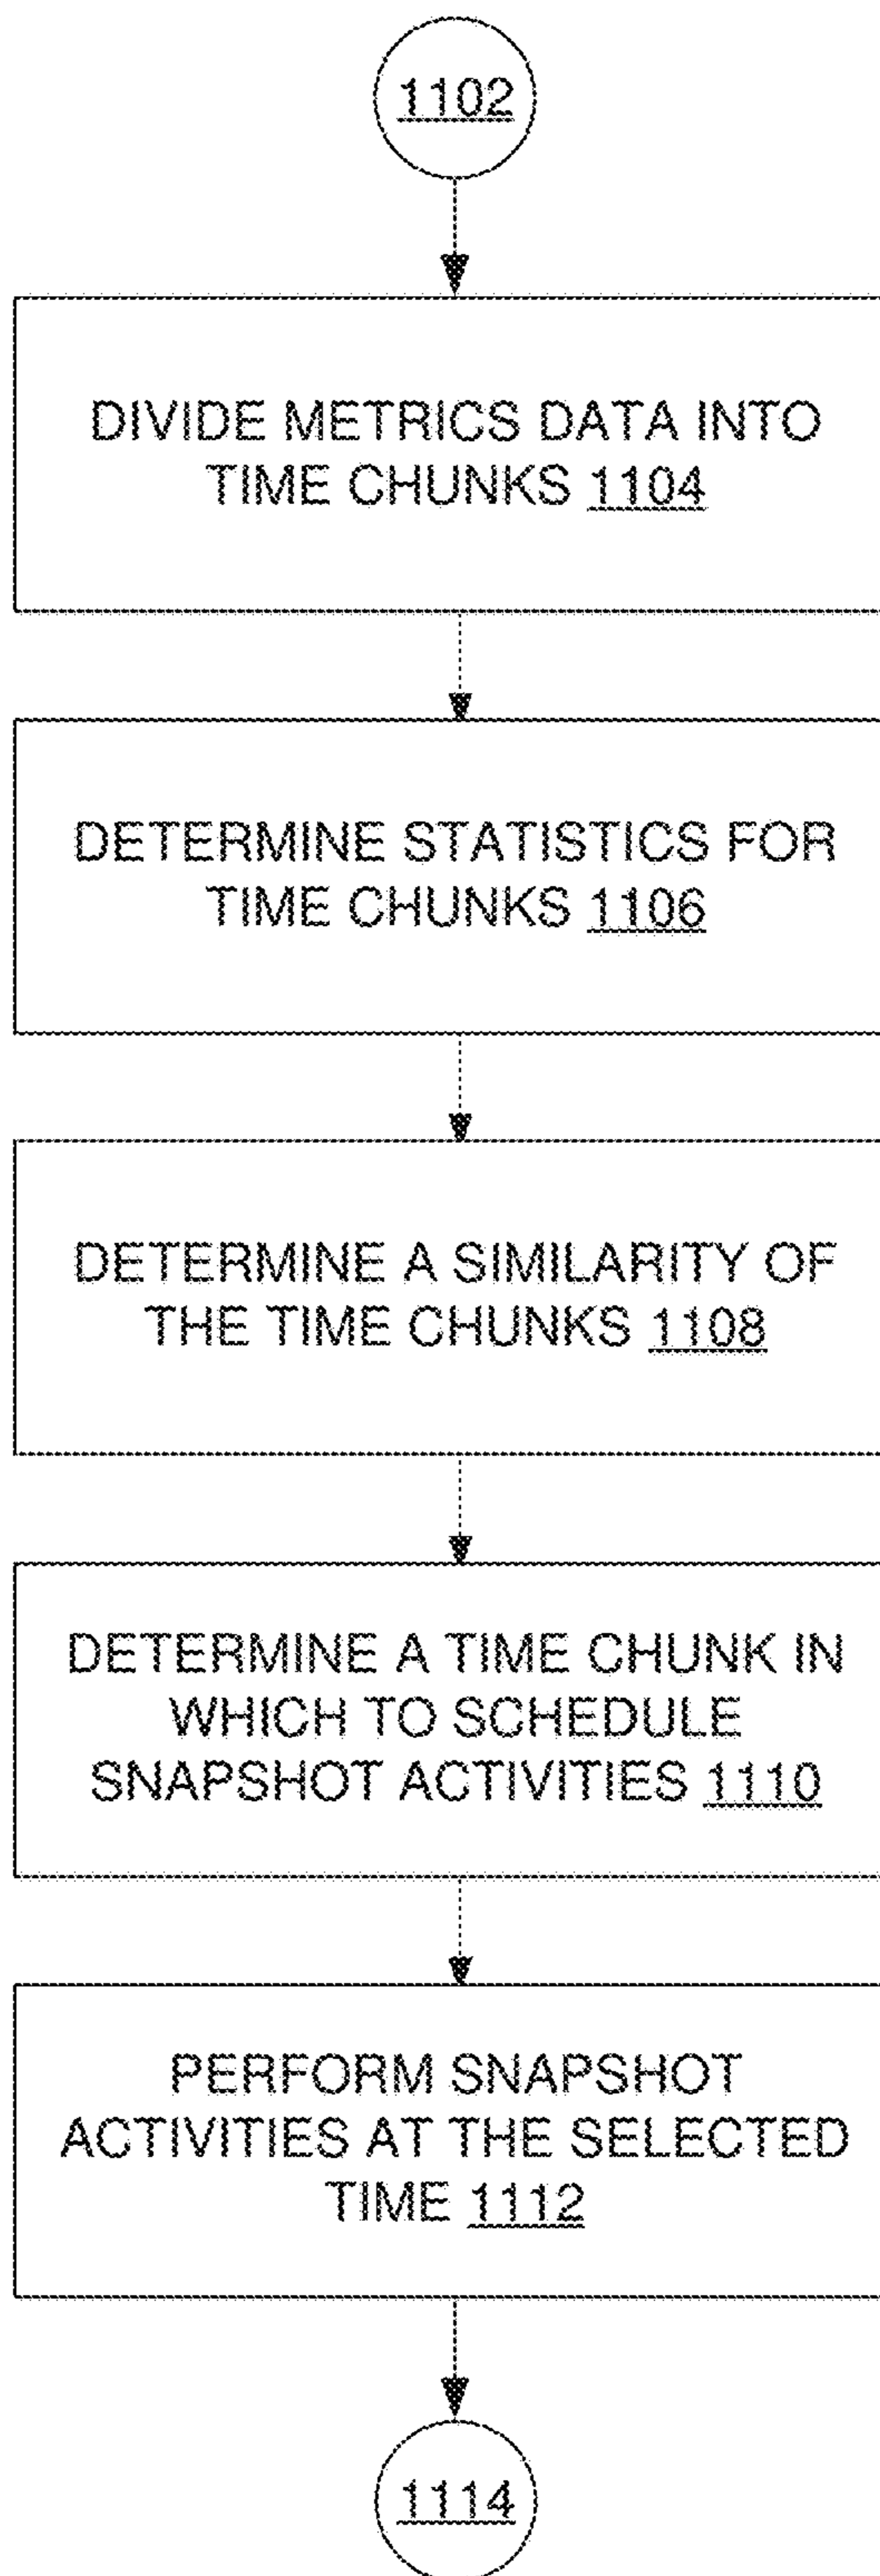 1102
DIVIDE METRICS DATA INTO
TIME CHUNKS 1104
DETERMINE STATISTICS FOR
TIME CHUNKS 1106
DETERMINE A SIMILARITY OF
THE TIME CHUNKS 1108
DETERMINE A TIME CHUNK IN
WHICH TO SCHEDULE
SNAPSHOT ACTIVITIES 1110
PERFORM SNAPSHOT
ACTIVITIES AT THE SELECTED
TIME 1112
1114